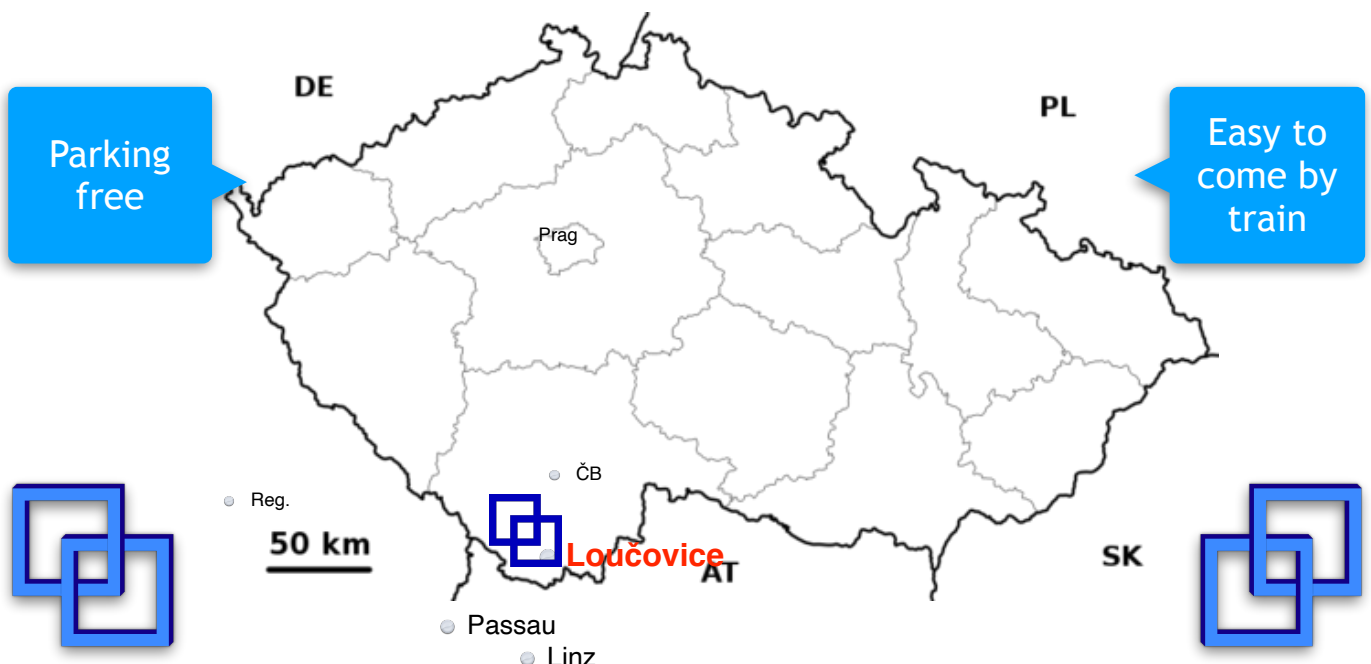 DE
PL
Parking
free
Easy to
come by
train
Prag
ČB
Reg.
50 km
Loučovice
AT
SK
Passau
Linz